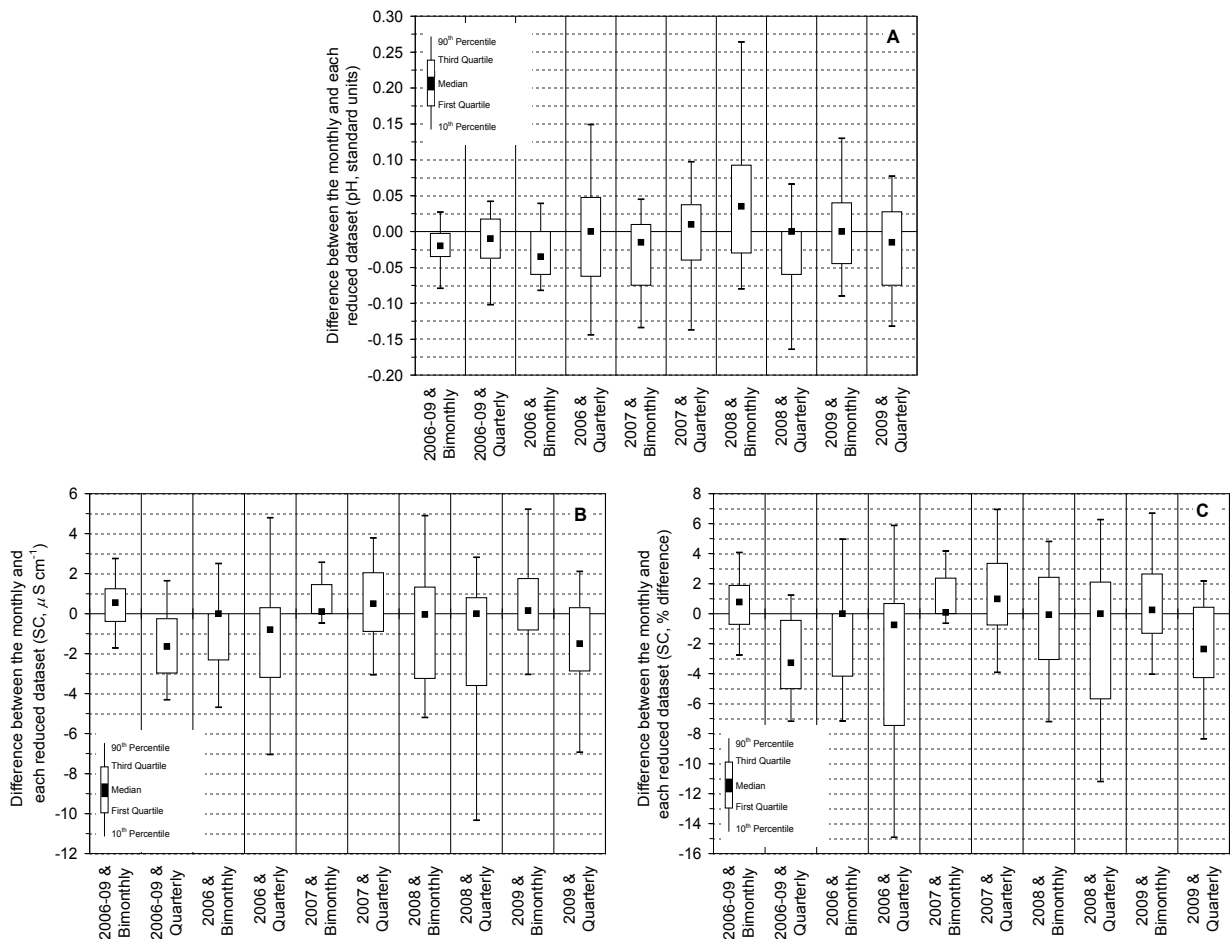 Difference between the monthly and each
reduced dataset (pH, standard units)
0.30
0.25
0.20
0.15
0.10
0.05
0.00
-0.05
-0.10
-0.15
-0.20
90th Percentile
Third Quartile
Median
First Quartile
10th Percentile
A
2006-09 &
Bimonthly
2006-09 &
Quarterly
2006 &
Bimonthly
2006 &
Quarterly
2007 &
Bimonthly
2007 &
Quarterly
2008 &
Bimonthly
2008 &
Quarterly
2009 &
Bimonthly
2009 &
Quarterly
Difference between the monthly and
each reduced dataset (SC, μ S cm-1)
6
4
2
0
-2
-4
-6
-8
-10
-12
B
90th Percentile
Third Quartile
Median
First Quartile
10th Percentile
2006-09 &
Bimonthly
2006-09 &
Quarterly
2006 &
Bimonthly
2006 &
Quarterly
2007 &
Bimonthly
2007 &
Quarterly
2008 &
Bimonthly
2008 &
Quarterly
2009 &
Bimonthly
2009 &
Quarterly
Difference between the monthly and
each reduced dataset (SC, % difference)
8
6
4
2
0
-2
-4
-6
-8
-10
-12
-14
-16
C
90th Percentile
Third Quartile
Median
First Quartile
10th Percentile
2006-09 &
Bimonthly
2006-09 &
Quarterly
2006 &
Bimonthly
2006 &
Quarterly
2007 &
Bimonthly
2007 &
Quarterly
2008 &
Bimonthly
2008 &
Quarterly
2009 &
Bimonthly
2009 &
Quarterly